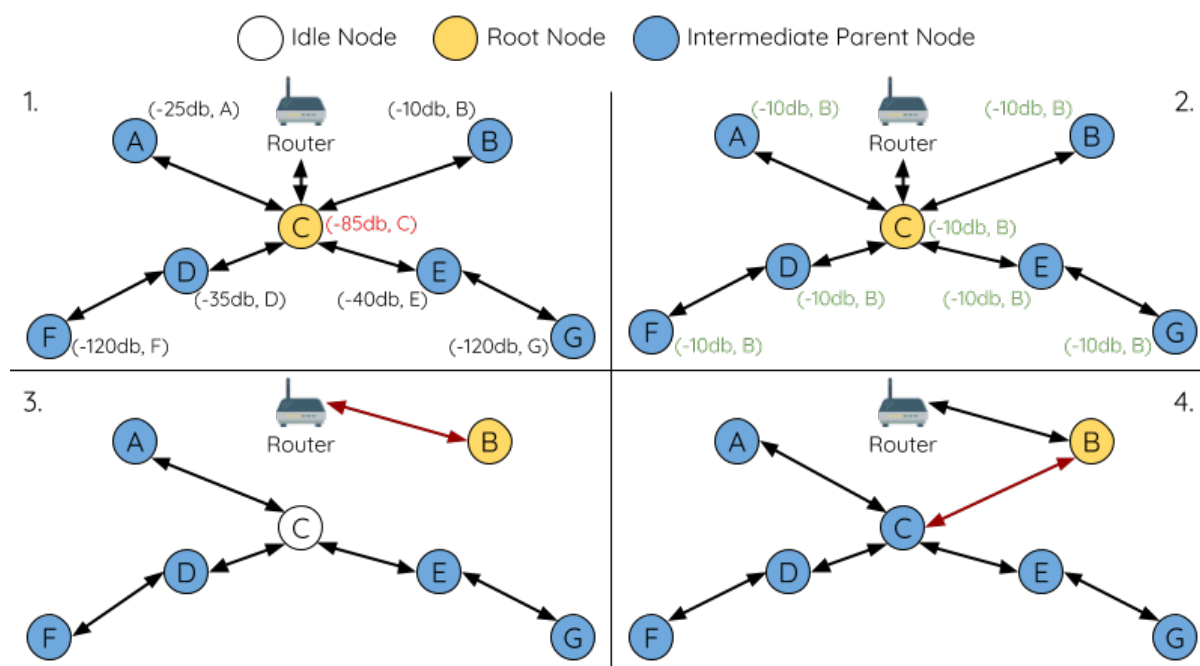 Idle Node
Root Node
Intermediate Parent Node
1.
(-25db, A)
(-10db, B)
A
B
Router
C
(-85db, C)
D
E
(-35db, D)
(-40db, E)
F
(-120db, F)
(-120db, G)
G
2.
(-10db, B)
(-10db, B)
A
B
Router
C
(-10db, B)
D
E
(-10db, B)
(-10db, B)
F
(-10db, B)
(-10db, B)
G
3.
A
Router
B
C
D
E
F
G
4.
A
Router
B
C
D
E
F
G